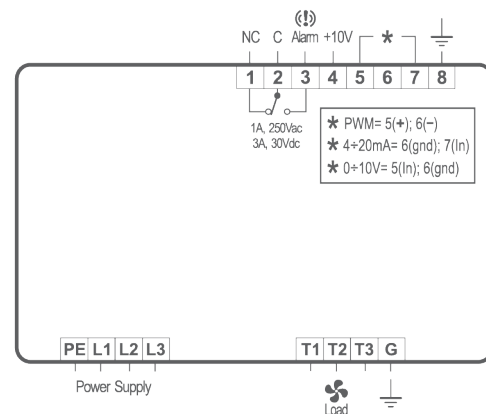 NC C Alarm +10V *
1 2 3 4 5 6 7 8
1A, 250Vac
3A, 30Vdc
* PWM= 5(+); 6(−)
* 4÷20mA= 6(gnd); 7(In)
* 0÷10V= 5(In); 6(gnd)
PE L1 L2 L3 T1 T2 T3 G
Power Supply
Load